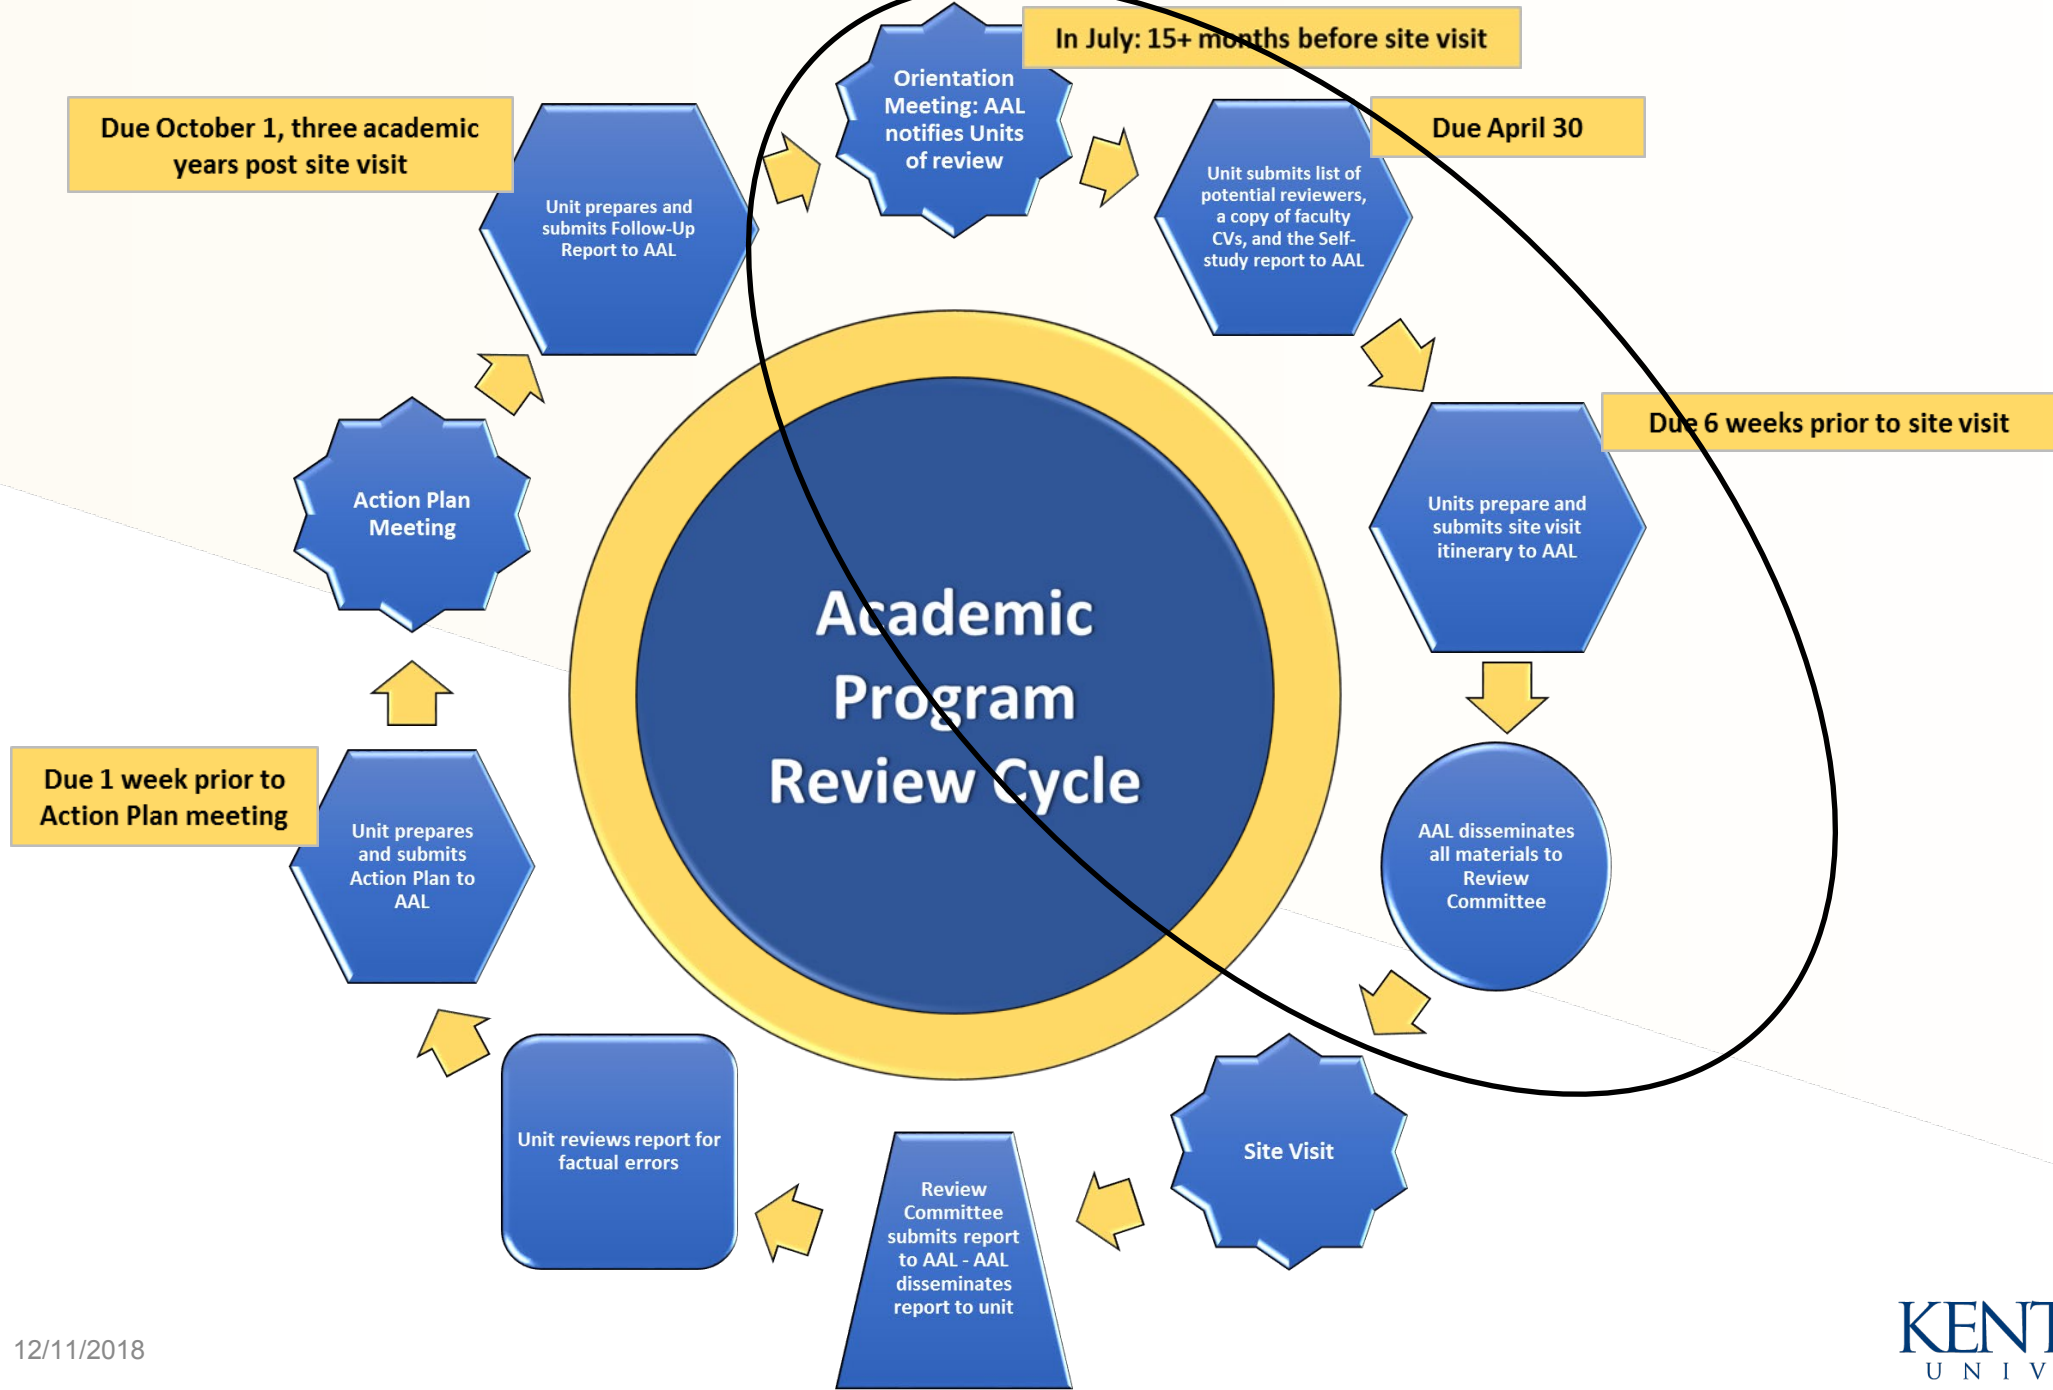 In July: 15+ months before site visit
Orientation
Meeting: AAL
notifies Units
of review
Due April 30
Unit submits list of
potential reviewers,
a copy of faculty
CVs, and the Self-
study report to AAL
Due 6 weeks prior to site visit
Units prepare and
submits site visit
itinerary to AAL
AAL disseminates
all materials to
Review
Committee
Site Visit
Review
Committee
submits report
to AAL - AAL
disseminates
report to unit
Unit reviews report for
factual errors
Due 1 week prior to
Action Plan meeting
Unit prepares
and submits
Action Plan to
AAL
Action Plan
Meeting
Due October 1, three academic
years post site visit
Unit prepares and
submits Follow-Up
Report to AAL
Academic
Program
Review Cycle
12/11/2018
KENT
UNIV